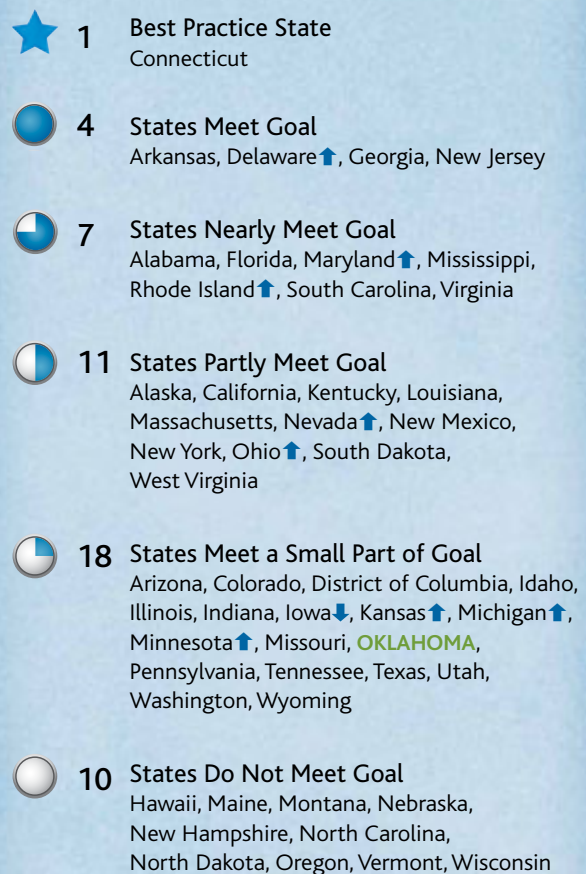 1 Best Practice State
Connecticut
4 States Meet Goal
Arkansas, Delaware⬆, Georgia, New Jersey
7 States Nearly Meet Goal
Alabama, Florida, Maryland⬆, Mississippi,
Rhode Island⬆, South Carolina, Virginia
11 States Partly Meet Goal
Alaska, California, Kentucky, Louisiana,
Massachusetts, Nevada⬆, New Mexico,
New York, Ohio⬆, South Dakota,
West Virginia
18 States Meet a Small Part of Goal
Arizona, Colorado, District of Columbia, Idaho,
Illinois, Indiana, Iowa⬇, Kansas⬆, Michigan⬆,
Minnesota⬆, Missouri, OKLAHOMA,
Pennsylvania, Tennessee, Texas, Utah,
Washington, Wyoming
10 States Do Not Meet Goal
Hawaii, Maine, Montana, Nebraska,
New Hampshire, North Carolina,
North Dakota, Oregon, Vermont, Wisconsin